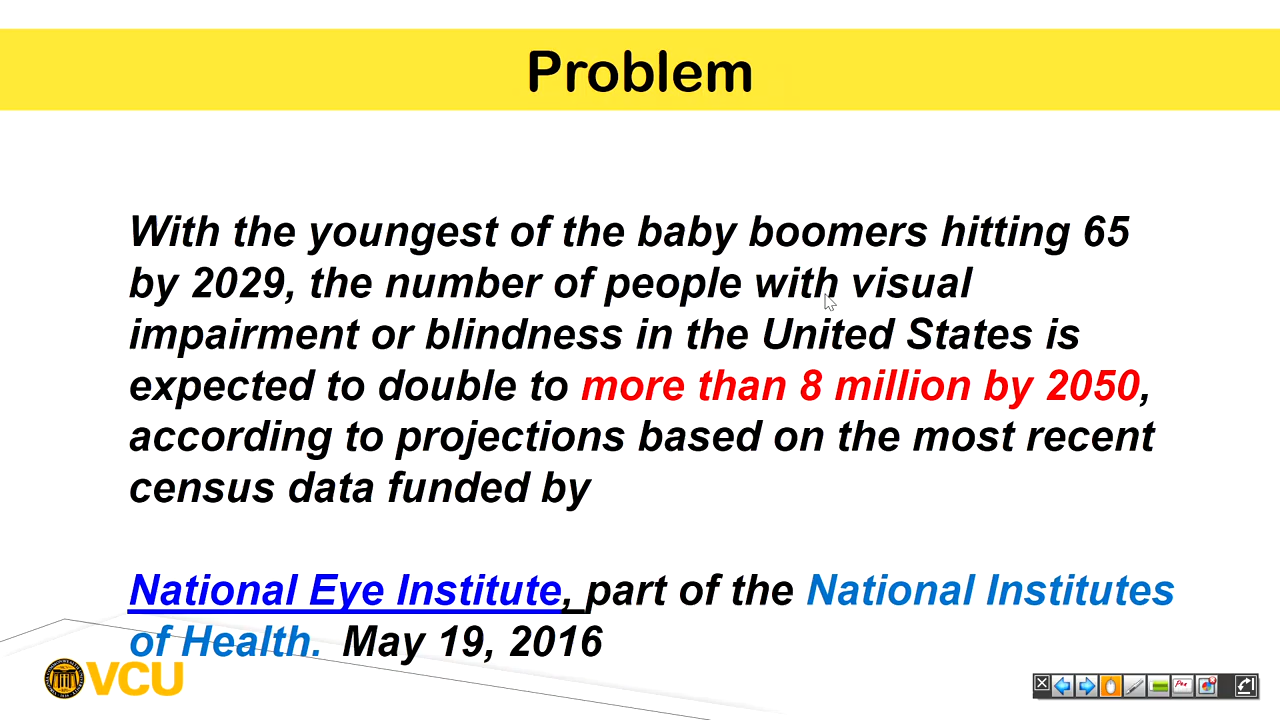 Problem
With the youngest of the baby boomers hitting 65
by 2029, the number of people with visual
impairment or blindness in the United States is
expected to double to more than 8 million by 2050,
according to projections based on the most recent
census data funded by
National Eye Institute, part of the National Institutes
of Health. May 19, 2016
VCU